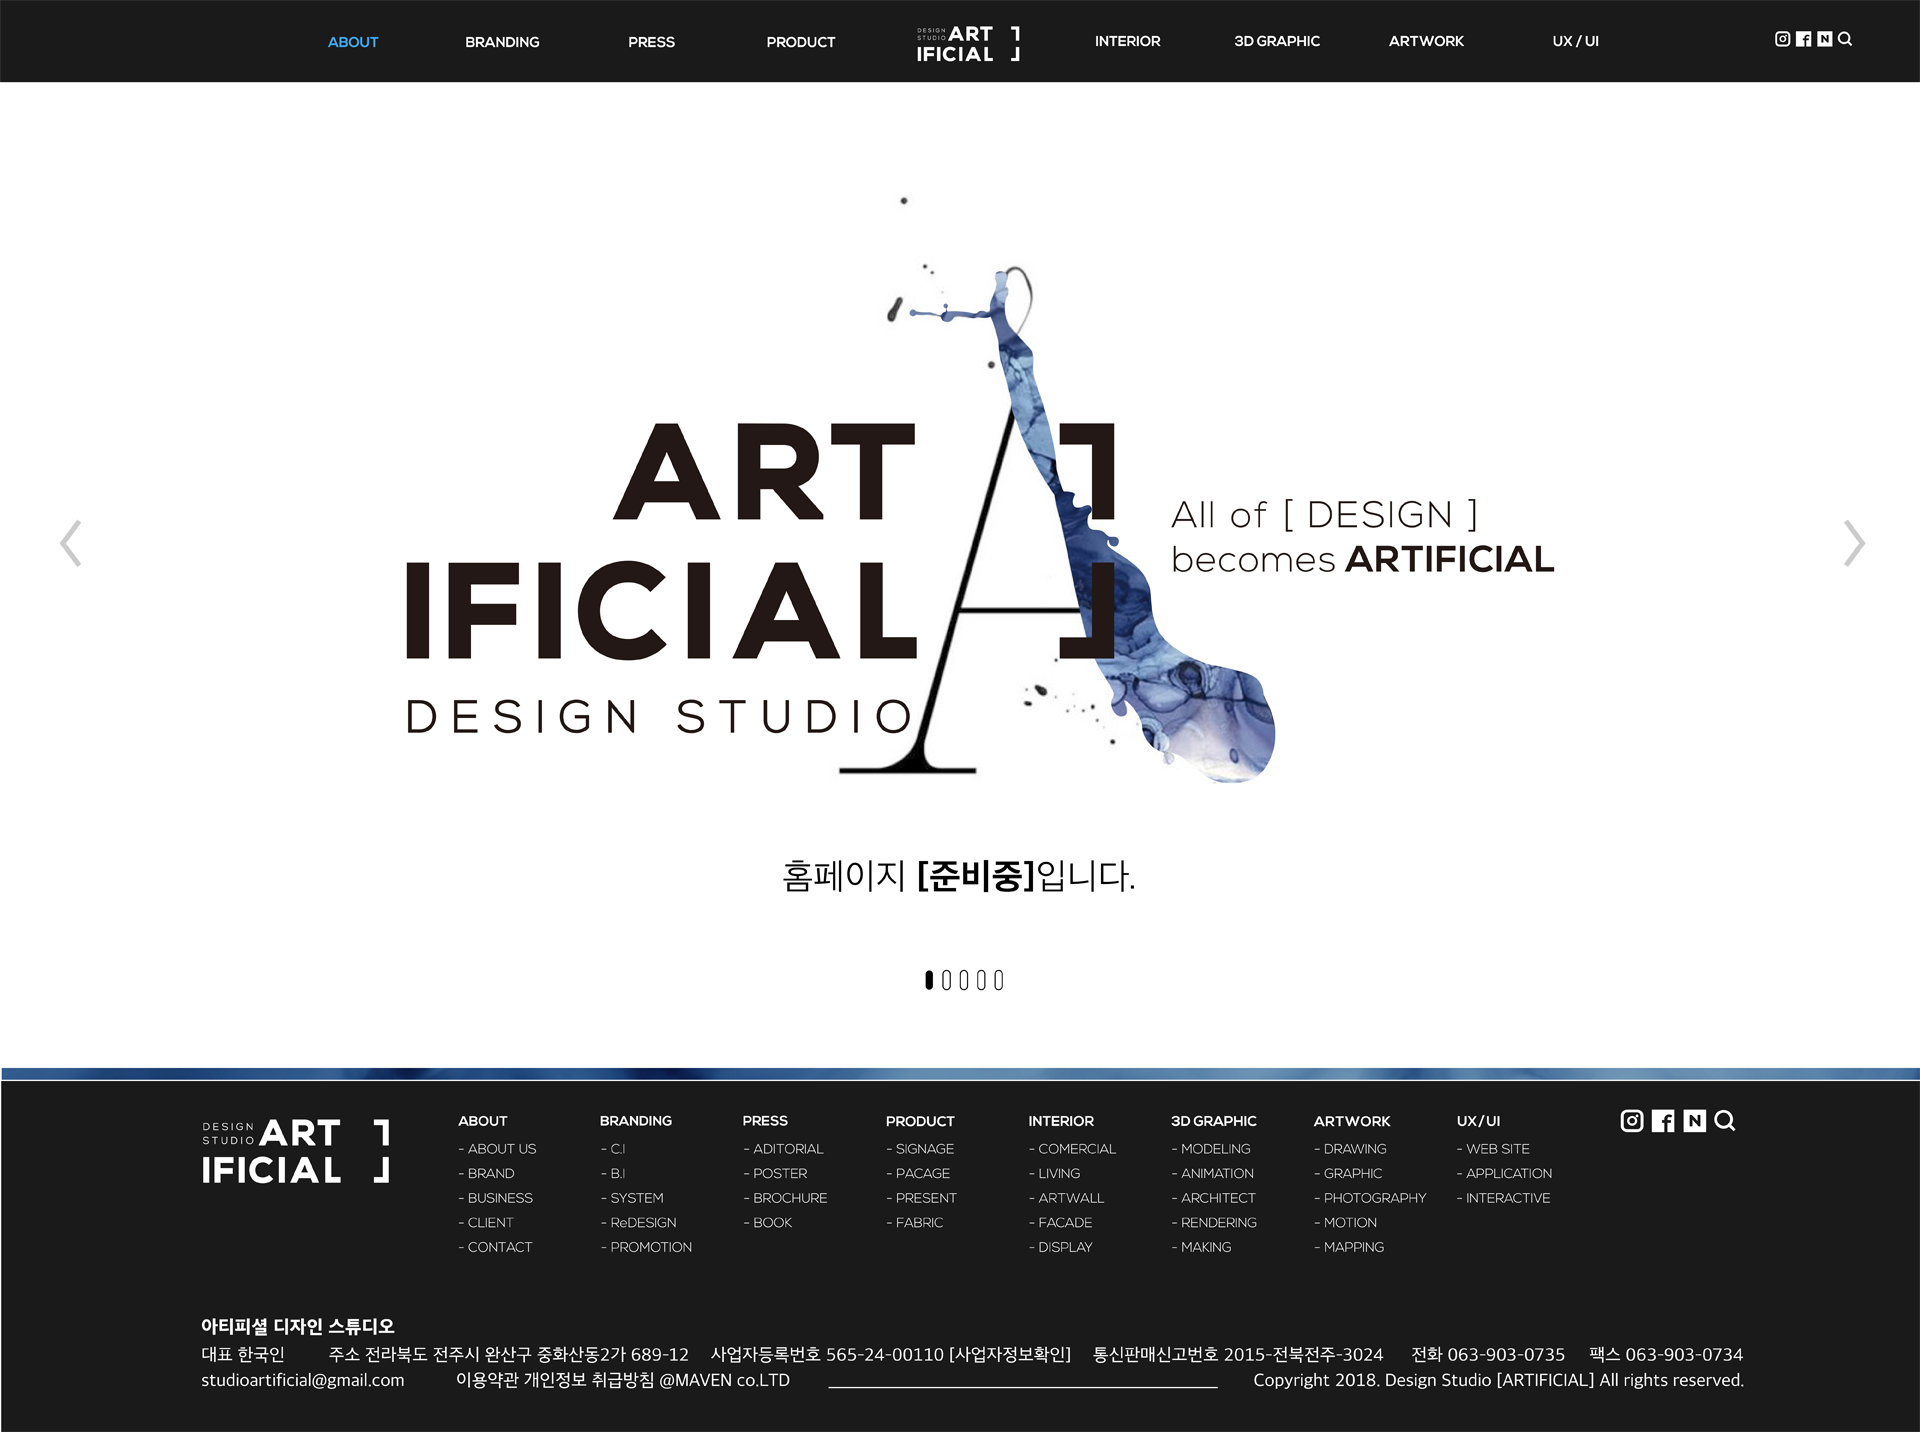 ABOUT BRANDING PRESS PRODUCT DESIGN STUDIO ART IFICIAL INTERIOR 3D GRAPHIC ARTWORK UX / UI
ART
IFICIAL
DESIGN STUDIO
All of [ DESIGN ]
becomes ARTIFICIAL
홈페이지 [준비중]입니다.
DESIGN STUDIO ART
IFICIAL
ABOUT
- ABOUT US
- BRAND
- BUSINESS
- CLIENT
- CONTACT
BRANDING
- C.I
- B.I
- SYSTEM
- ReDESIGN
- PROMOTION
PRESS
- ADITORIAL
- POSTER
- BROCHURE
- BOOK
PRODUCT
- SIGNAGE
- PACAGE
- PRESENT
- FABRIC
INTERIOR
- COMERCIAL
- LIVING
- ARTWALL
- FACADE
- DISPLAY
3D GRAPHIC
- MODELING
- ANIMATION
- ARCHITECT
- RENDERING
- MAKING
ARTWORK
- DRAWING
- GRAPHIC
- PHOTOGRAPHY
- MOTION
- MAPPING
UX / UI
- WEB SITE
- APPLICATION
- INTERACTIVE
아티피셜 디자인 스튜디오
대표 한국인 주소 전라북도 전주시 완산구 중화산동2가 689-12 사업자등록번호 565-24-00110 [사업자정보확인] 통신판매신고번호 2015-전북전주-3024 전화 063-903-0735 팩스 063-903-0734
studioartificial@gmail.com 이용약관 개인정보 취급방침 @MAVEN co.LTD Copyright 2018. Design Studio [ARTIFICIAL] All rights reserved.